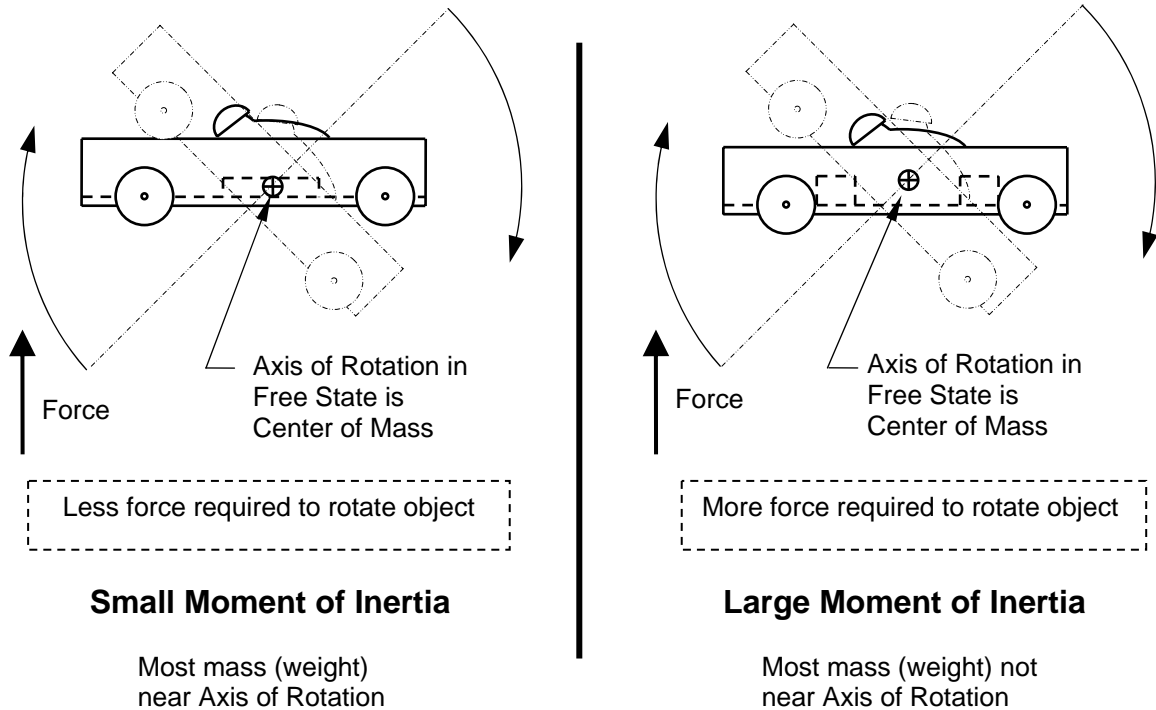 Axis of Rotation in
Free State is
Center of Mass
Force
Less force required to rotate object
Small Moment of Inertia
Most mass (weight)
near Axis of Rotation
Axis of Rotation in
Free State is
Center of Mass
Force
More force required to rotate object
Large Moment of Inertia
Most mass (weight) not
near Axis of Rotation